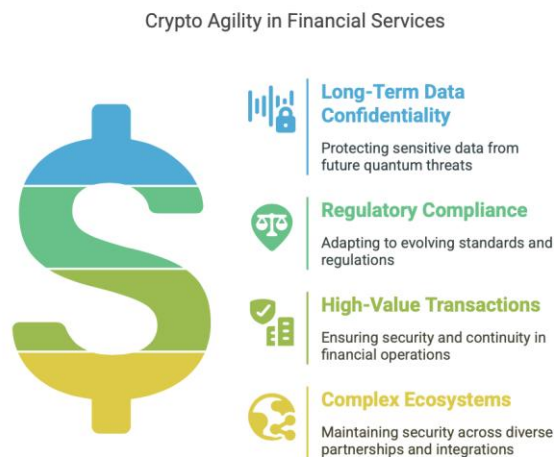 Crypto Agility in Financial Services
Long-Term Data
Confidentiality
Protecting sensitive data from
future quantum threats
Regulatory Compliance
Adapting to evolving standards and
regulations
High-Value Transactions
Ensuring security and continuity in
financial operations
Complex Ecosystems
Maintaining security across diverse
partnerships and integrations